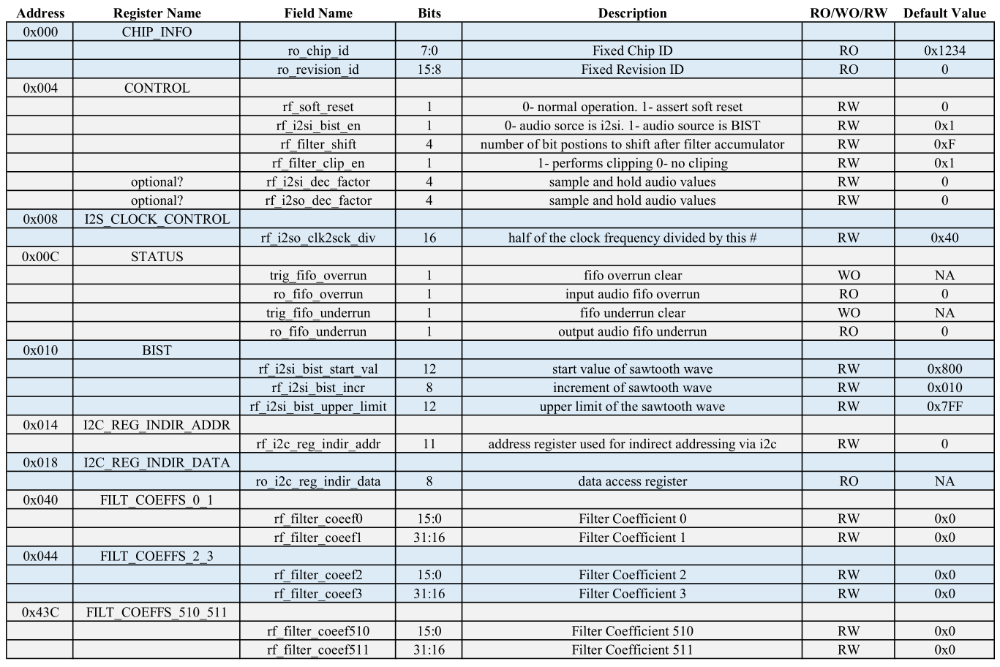 Address Register Name Field Name Bits Description RO/WO/RW Default Value
0x000 CHIP_INFO
ro_chip_id 7:0 Fixed Chip ID RO 0x1234
ro_revision_id 15:8 Fixed Revision ID RO 0
0x004 CONTROL
rf_soft_reset 1 0- normal operation. 1- assert soft reset RW 0
rf_i2si_bist_en 1 0- audio sorce is i2si. 1- audio source is BIST RW 0x1
rf_filter_shift 4 number of bit postions to shift after filter accumulator RW 0xF
rf_filter_clip_en 1 1- performs clipping 0- no cliping RW 0x1
optional? rf_i2si_dec_factor 4 sample and hold audio values RW 0
optional? rf_i2so_dec_factor 4 sample and hold audio values RW 0
0x008 I2S_CLOCK_CONTROL
rf_i2so_clk2sck_div 16 half of the clock frequency divided by this # RW 0x40
0x00C STATUS
trig_fifo_overrun 1 fifo overrun clear WO NA
ro_fifo_overrun 1 input audio fifo overrun RO 0
trig_fifo_underrun 1 fifo underrun clear WO NA
ro_fifo_underrun 1 output audio fifo underrun RO 0
0x010 BIST
rf_i2si_bist_start_val 12 start value of sawtooth wave RW 0x800
rf_i2si_bist_incr 8 increment of sawtooth wave RW 0x010
rf_i2si_bist_upper_limit 12 upper limit of the sawtooth wave RW 0x7FF
0x014 I2C_REG_INDIR_ADDR
rf_i2c_reg_indir_addr 11 address register used for indirect addressing via i2c RW 0
0x018 I2C_REG_INDIR_DATA
ro_i2c_reg_indir_data 8 data access register RO NA
0x040 FILT_COEFFS_0_1
rf_filter_coeef0 15:0 Filter Coefficient 0 RW 0x0
rf_filter_coeef1 31:16 Filter Coefficient 1 RW 0x0
0x044 FILT_COEFFS_2_3
rf_filter_coeef2 15:0 Filter Coefficient 2 RW 0x0
rf_filter_coeef3 31:16 Filter Coefficient 3 RW 0x0
0x43C FILT_COEFFS_510_511
rf_filter_coeef510 15:0 Filter Coefficient 510 RW 0x0
rf_filter_coeef511 31:16 Filter Coefficient 511 RW 0x0